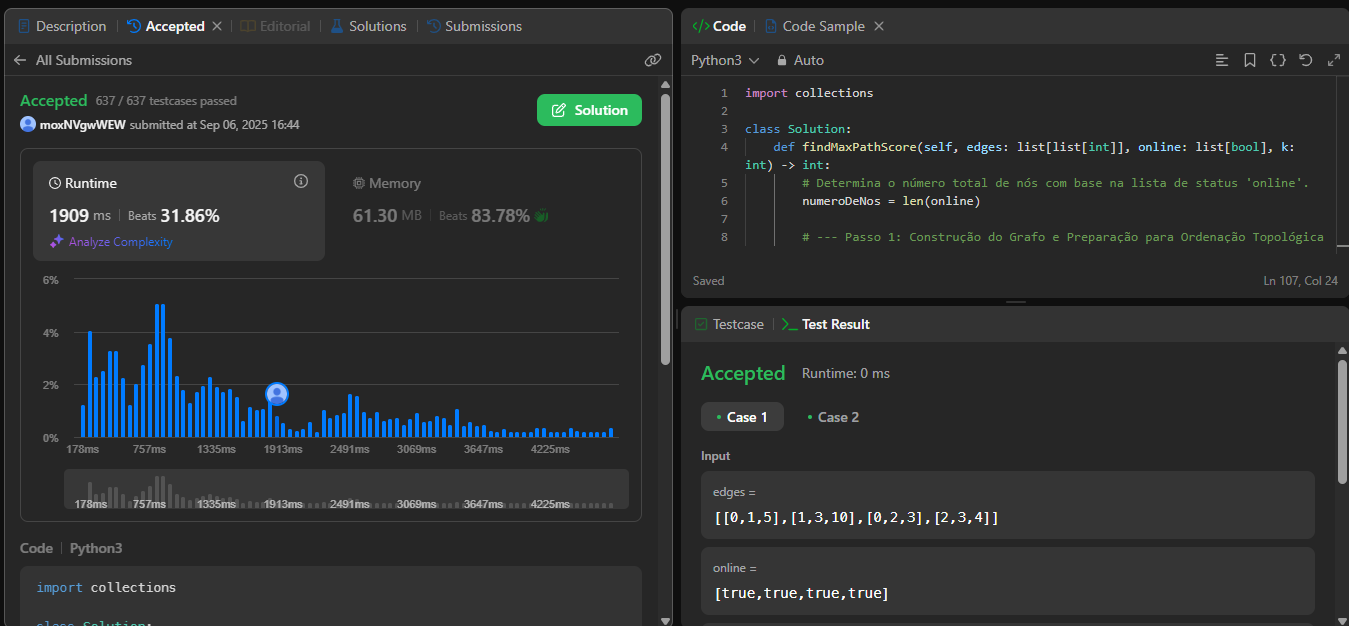 Description
Accepted
Editorial
Solutions
Submissions
All Submissions
Accepted 637 / 637 testcases passed
moxNVgwWEW submitted at Sep 06, 2025 16:44
Solution
Runtime
1909 ms | Beats 31.86%
Analyze Complexity
Memory
61.30 MB | Beats 83.78%
6%
4%
2%
0%
178ms 757ms 1335ms 1913ms 2491ms 3069ms 3647ms 4225ms
178ms 757ms 1335ms 1913ms 2491ms 3069ms 3647ms 4225ms
Code | Python3
import collections
class Solution:
</> Code
Code Sample
Python3
Auto
1 import collections
2
3 class Solution:
4 def findMaxPathScore(self, edges: list[list[int]], online: list[bool], k:
int) -> int:
5 # Determina o número total de nós com base na lista de status 'online'.
6 numeroDeNos = len(online)
7
8 # --- Passo 1: Construção do Grafo e Preparação para Ordenação Topológica
Saved
Ln 107, Col 24
Testcase
Test Result
Accepted Runtime: 0 ms
Case 1
Case 2
Input
edges =
[[0,1,5],[1,3,10],[0,2,3],[2,3,4]]
online =
[true,true,true,true]